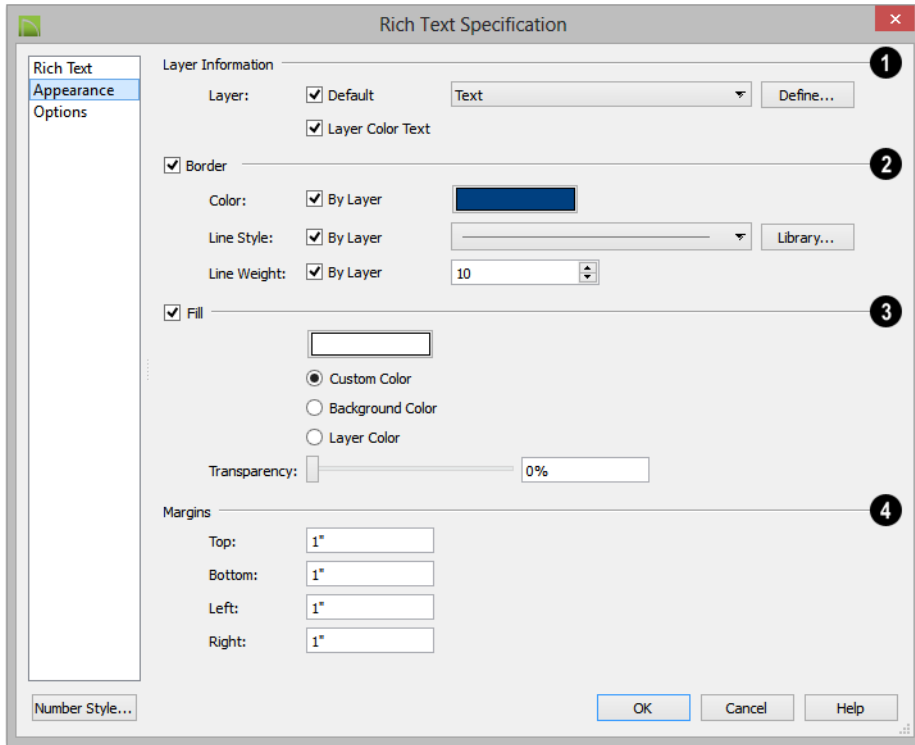 Rich Text Specification
×
Rich Text
Appearance
Options
Layer Information 1
Layer: Default Text Define...
Layer Color Text
Border 2
Color: By Layer
Line Style: By Layer Library...
Line Weight: By Layer 10
Fill 3
Custom Color
Background Color
Layer Color
Transparency: 0%
Margins 4
Top: 1"
Bottom: 1"
Left: 1"
Right: 1"
Number Style... OK Cancel Help